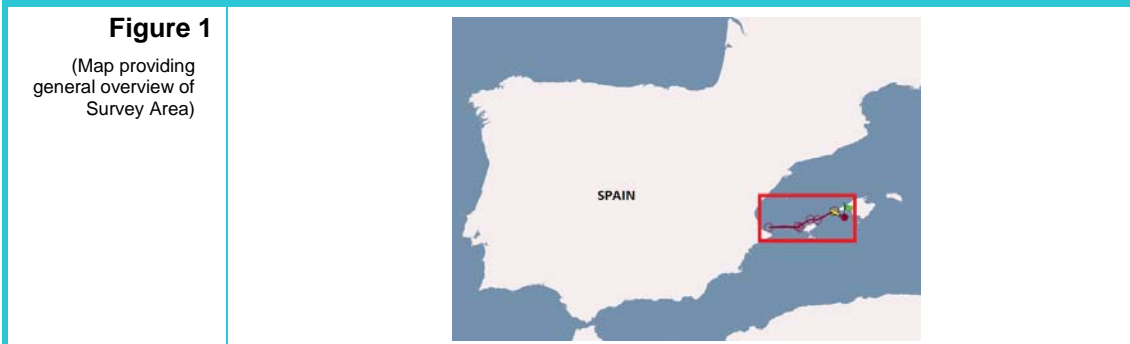 Figure 1
(Map providing
general overview of
Survey Area)
SPAIN